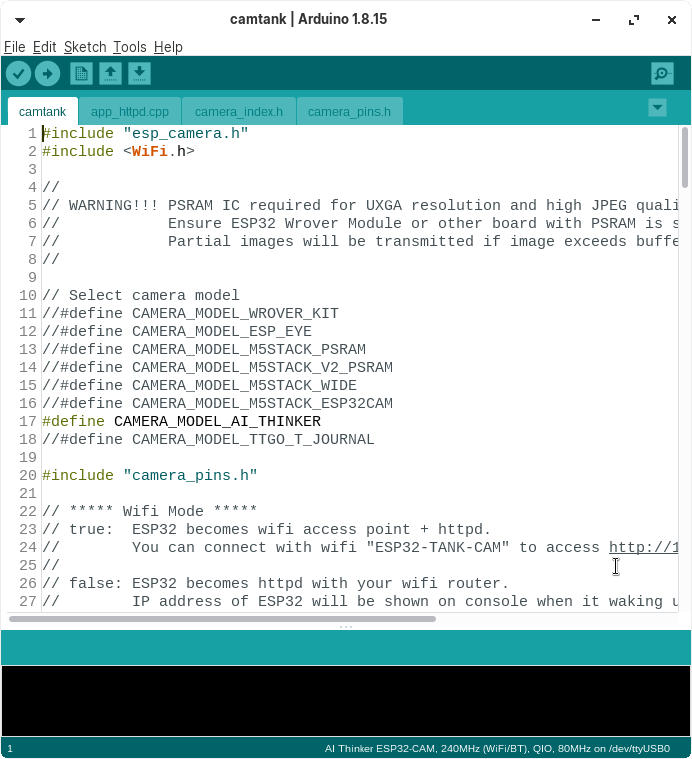 camtank | Arduino 1.8.15
File Edit Sketch Tools Help
camtank app_httpd.cpp camera_index.h camera_pins.h
1 #include "esp_camera.h"
2 #include <WiFi.h>
3
4 //
5 // WARNING!!! PSRAM IC required for UXGA resolution and high JPEG quali
6 //            Ensure ESP32 Wrover Module or other board with PSRAM is s
7 //            Partial images will be transmitted if image exceeds buffe
8 //
9
10 // Select camera model
11 //#define CAMERA_MODEL_WROVER_KIT
12 //#define CAMERA_MODEL_ESP_EYE
13 //#define CAMERA_MODEL_M5STACK_PSRAM
14 //#define CAMERA_MODEL_M5STACK_V2_PSRAM
15 //#define CAMERA_MODEL_M5STACK_WIDE
16 //#define CAMERA_MODEL_M5STACK_ESP32CAM
17 #define CAMERA_MODEL_AI_THINKER
18 //#define CAMERA_MODEL_TTGO_T_JOURNAL
19
20 #include "camera_pins.h"
21
22 // ***** Wifi Mode *****
23 // true:  ESP32 becomes wifi access point + httpd.
24 //        You can connect with wifi "ESP32-TANK-CAM" to access http://1
25 //
26 // false: ESP32 becomes httpd with your wifi router.
27 //        IP address of ESP32 will be shown on console when it waking u
1 AI Thinker ESP32-CAM, 240MHz (WiFi/BT), QIO, 80MHz on /dev/ttyUSB0